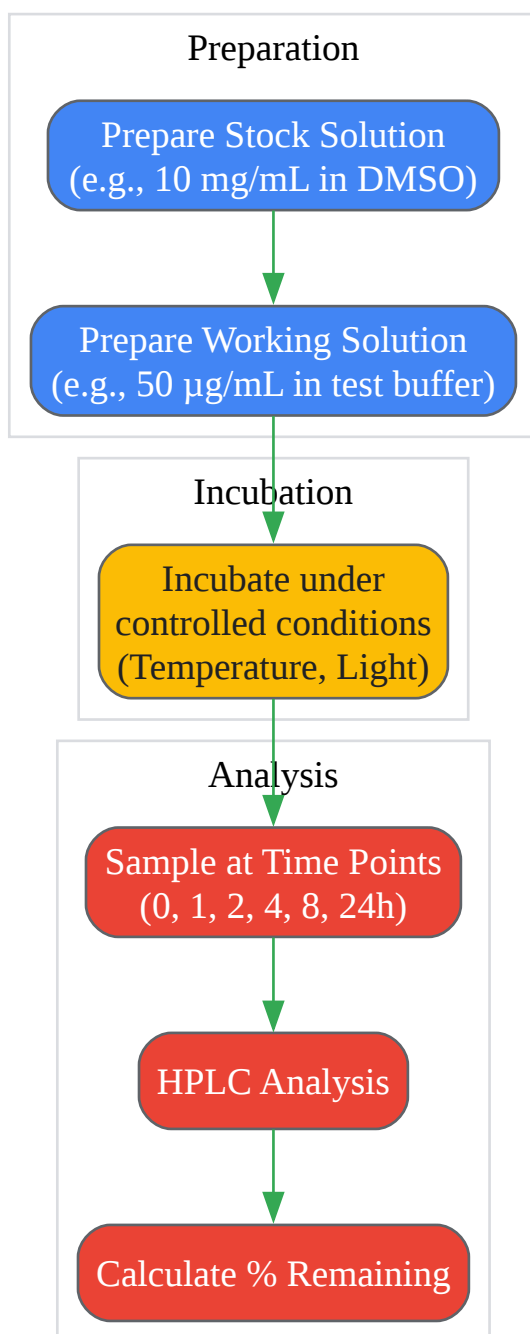 Preparation
Prepare Stock Solution
(e.g., 10 mg/mL in DMSO)
Prepare Working Solution
(e.g., 50 µg/mL in test buffer)
Incubation
Incubate under
controlled conditions
(Temperature, Light)
Analysis
Sample at Time Points
(0, 1, 2, 4, 8, 24h)
HPLC Analysis
Calculate % Remaining